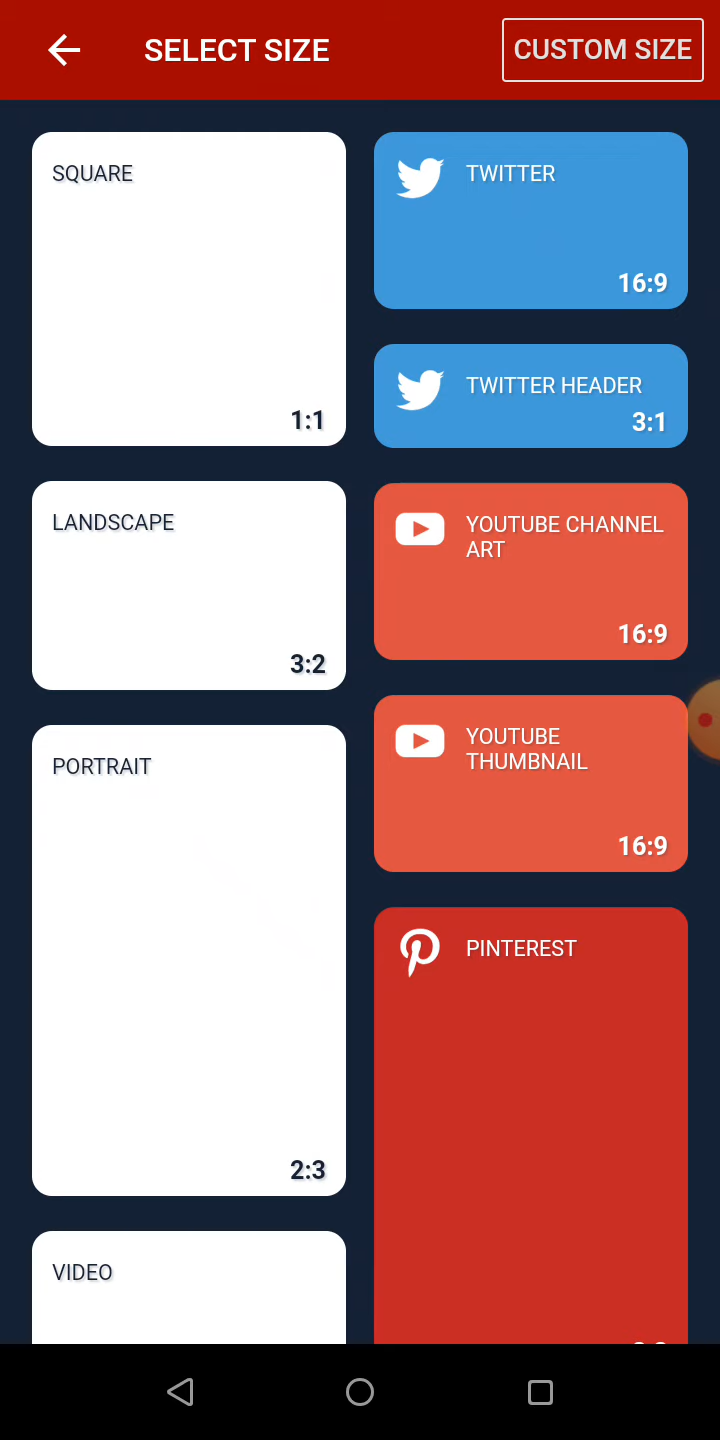 SELECT SIZE
CUSTOM SIZE
SQUARE
1:1
LANDSCAPE
3:2
PORTRAIT
2:3
VIDEO
TWITTER
16:9
TWITTER HEADER
3:1
YOUTUBE CHANNEL
ART
16:9
YOUTUBE
THUMBNAIL
16:9
PINTEREST